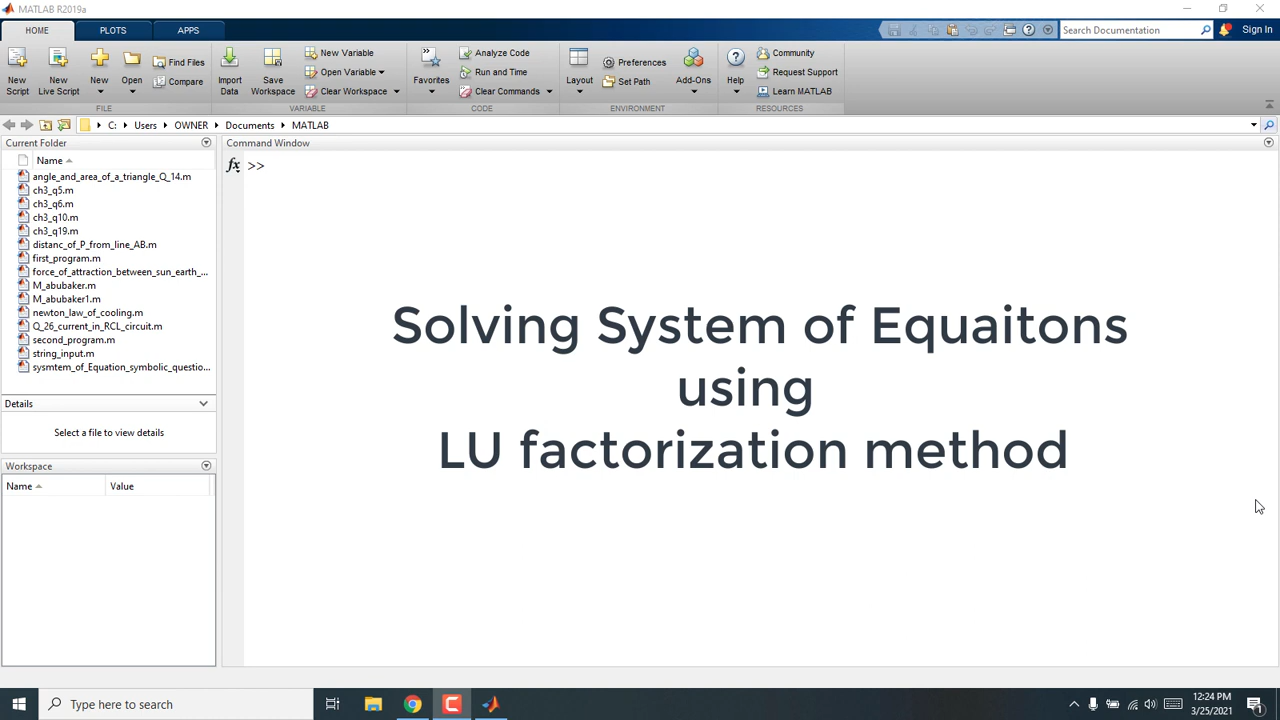 MATLAB R2019a
HOME PLOTS APPS
Search Documentation Sign In
New Script
New Live Script
New
Open
Find Files
Compare
FILE
Import Data
Save Workspace
New Variable
Open Variable
Clear Workspace
VARIABLE
Favorites
Analyze Code
Run and Time
Clear Commands
CODE
Layout
Preferences
Set Path
Add-Ons
ENVIRONMENT
Help
Community
Request Support
Learn MATLAB
RESOURCES
C: Users OWNER Documents MATLAB
Current Folder
Name
angle_and_area_of_a_triangle_Q_14.m
ch3_q5.m
ch3_q6.m
ch3_q10.m
ch3_q19.m
distanc_of_P_from_line_AB.m
first_program.m
force_of_attraction_between_sun_earth_...
M_abubaker.m
M_abubaker1.m
newton_law_of_cooling.m
Q_26_current_in_RCL_circuit.m
second_program.m
string_input.m
sysmtem_of_Equation_symbolic_questio...
Details
Select a file to view details
Workspace
Name Value
Command Window
fx >>
Solving System of Equaitons
using
LU factorization method
Type here to search
12:24 PM
3/25/2021
1